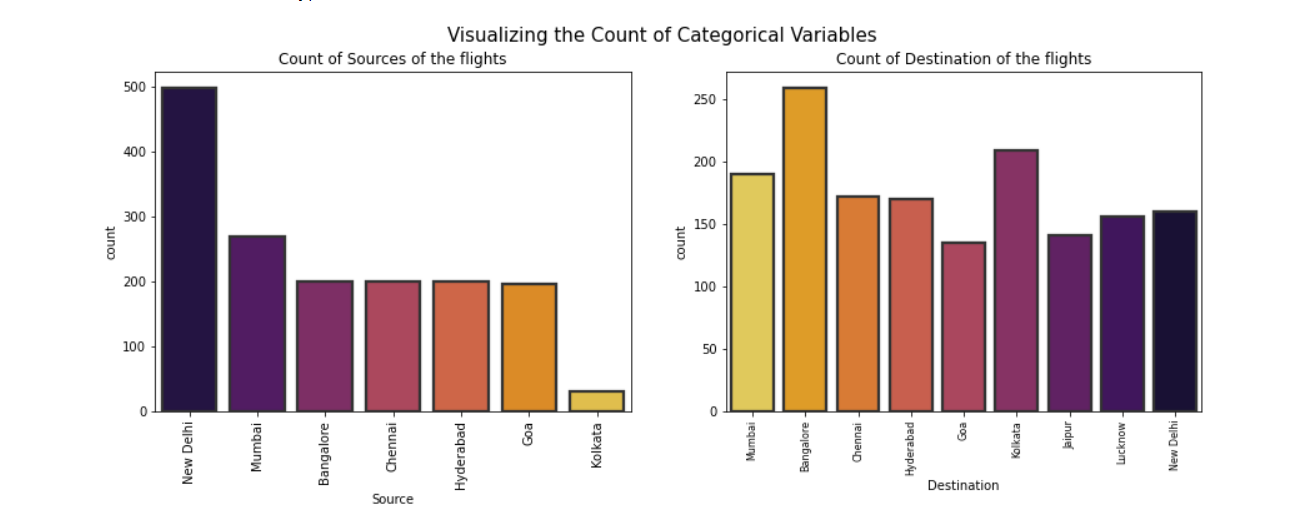 Visualizing the Count of Categorical Variables
Count of Sources of the flights
500
400
300
200
100
0
count
New Delhi
Mumbai
Bangalore
Chennai
Hyderabad
Goa
Kolkata
Source
Count of Destination of the flights
250
200
150
100
50
0
count
Mumbai
Bangalore
Chennai
Hyderabad
Goa
Kolkata
Jaipur
Lucknow
New Delhi
Destination